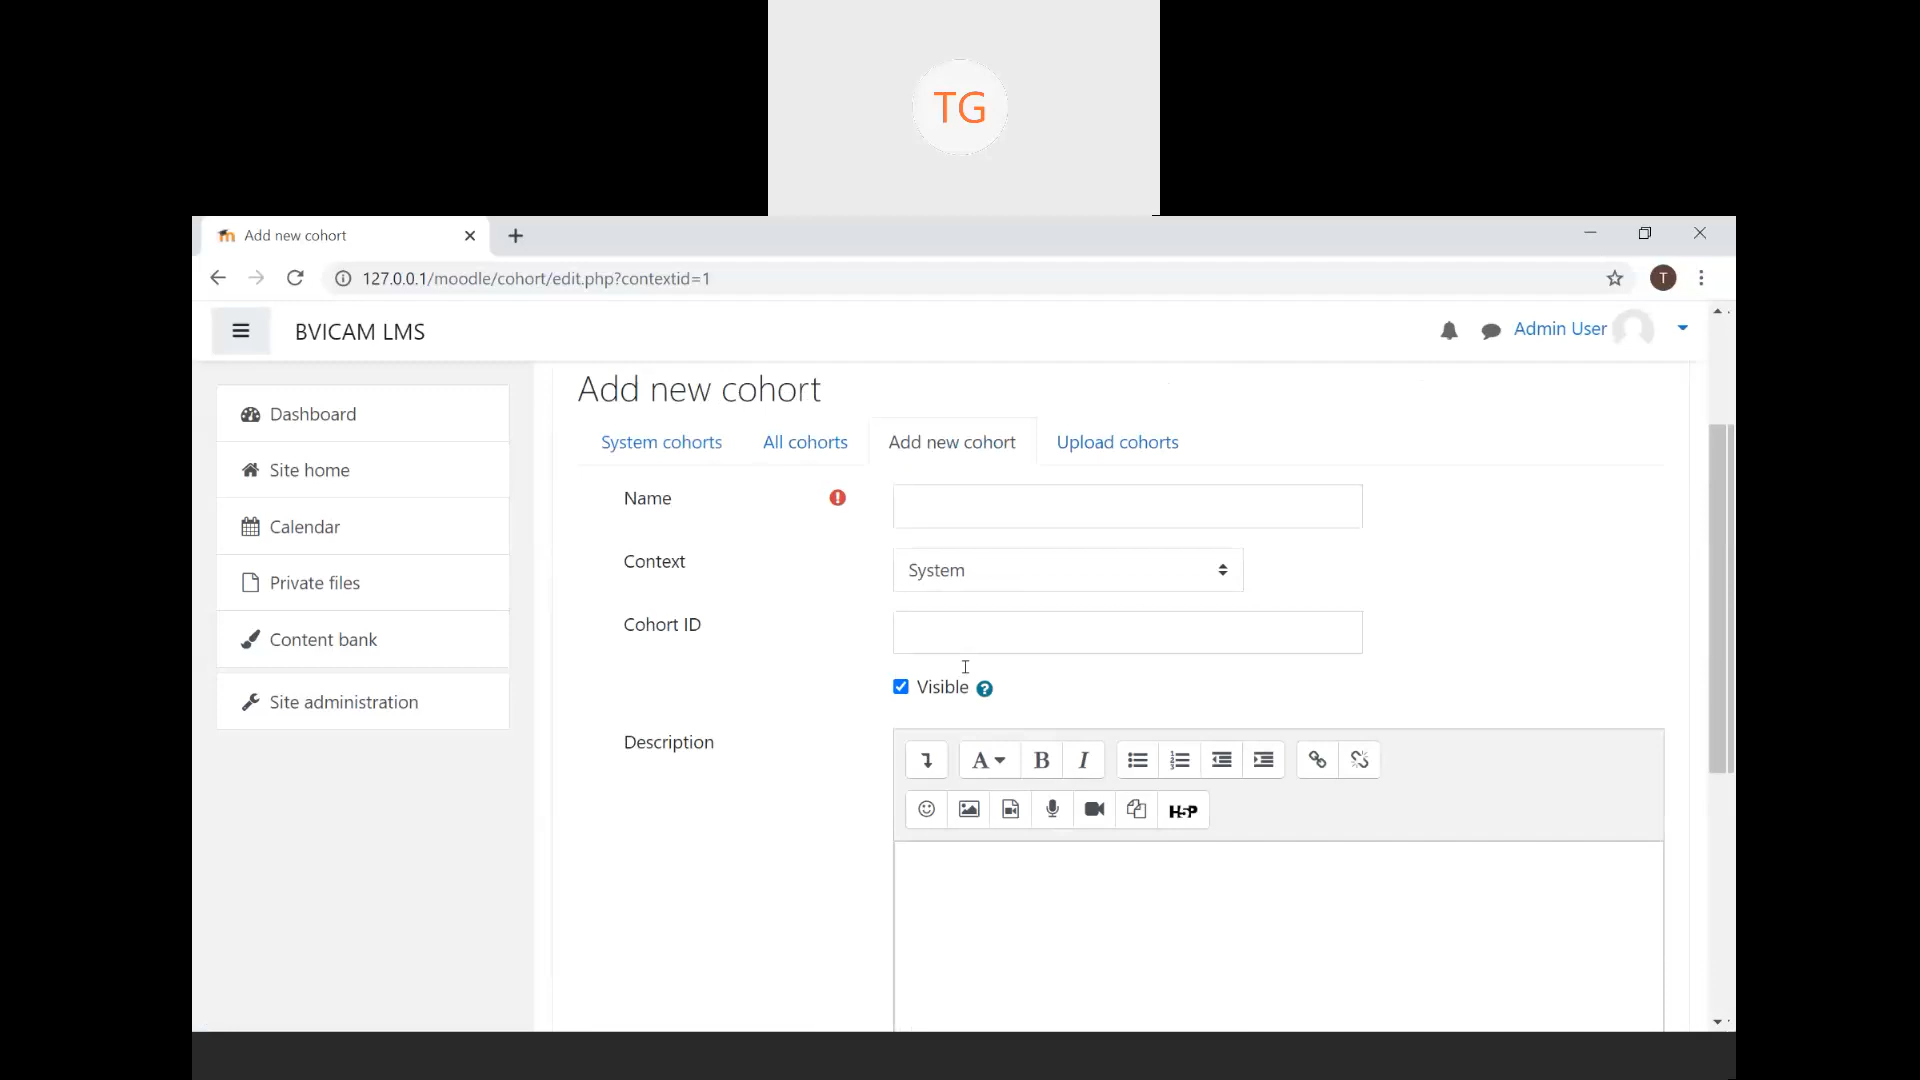 TG
Add new cohort
127.0.0.1/moodle/cohort/edit.php?contextid=1
T
BVICAM LMS
Admin User
Dashboard
Site home
Calendar
Private files
Content bank
Site administration
Add new cohort
System cohorts All cohorts Add new cohort Upload cohorts
Name
Context
System
Cohort ID
Visible
Description
A B I
H5P